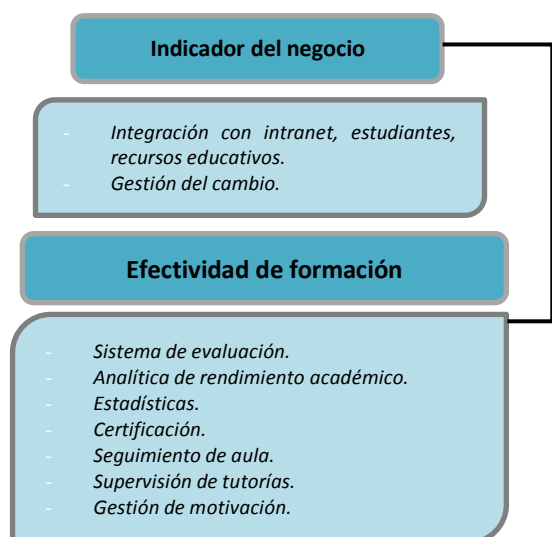 Indicador del negocio
- Integración con intranet, estudiantes,
recursos educativos.
- Gestión del cambio.
Efectividad de formación
- Sistema de evaluación.
- Analítica de rendimiento académico.
- Estadísticas.
- Certificación.
- Seguimiento de aula.
- Supervisión de tutorías.
- Gestión de motivación.